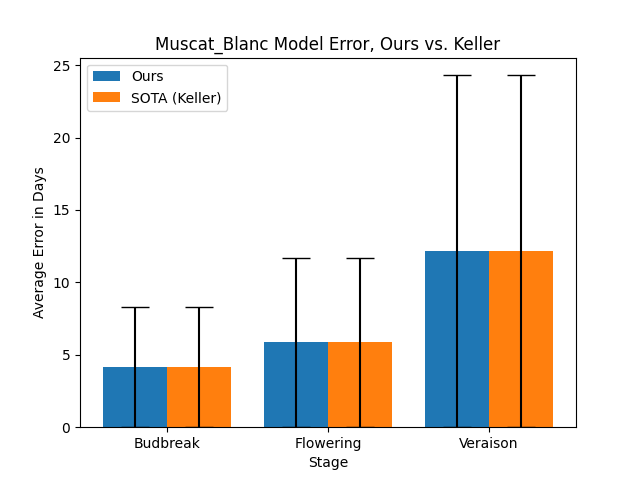 Muscat_Blanc Model Error, Ours vs. Keller
Ours
SOTA (Keller)
Average Error in Days
25
20
15
10
5
0
Budbreak Flowering Veraison
Stage